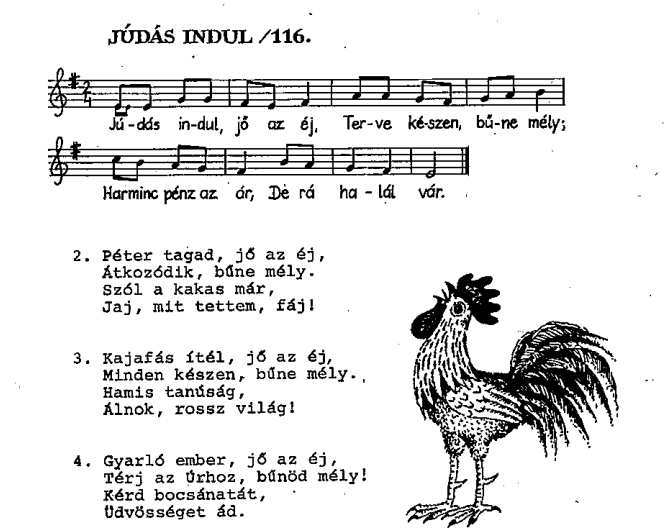 JÚDÁS INDUL /116.
2
4
Jú-dás in-dul, jő az éj, Ter-ve ké-szen, bű-ne mély;
Harminc pénz az ár, De rá ha-lál vár.
2. Péter tagad, jő az éj,
Átkozódik, bűne mély.
Szól a kakas már,
Jaj, mit tettem, fáj!
3. Kajafás ítél, jő az éj,
Minden készen, bűne mély.
Hamis tanúság,
Álnok, rossz világ!
4. Gyarló ember, jő az éj,
Térj az Úrhoz, bűnöd mély!
Kérd bocsánatát,
Üdvösséget ád.